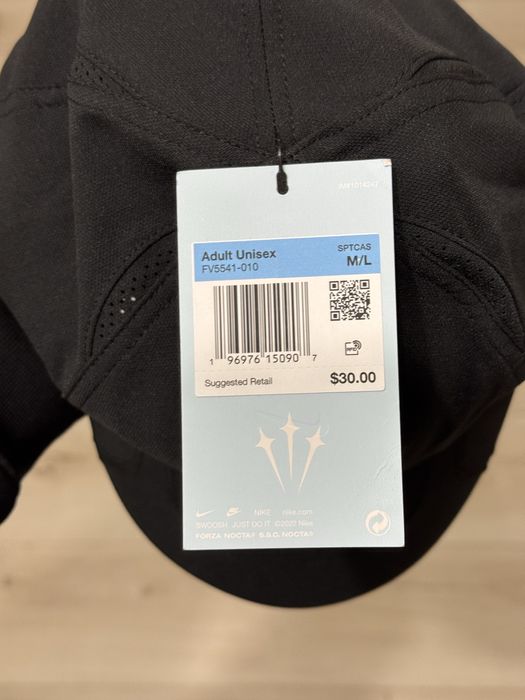 Adult Unisex
FV5541-010
SPTCAS
M/L
1 96976 15090 7
Suggested Retail
$30.00
NIKE nike.com
SWOOSH JUST DO IT ©2022 Nike
FORZA NOCTA® S.S.C. NOCTA®